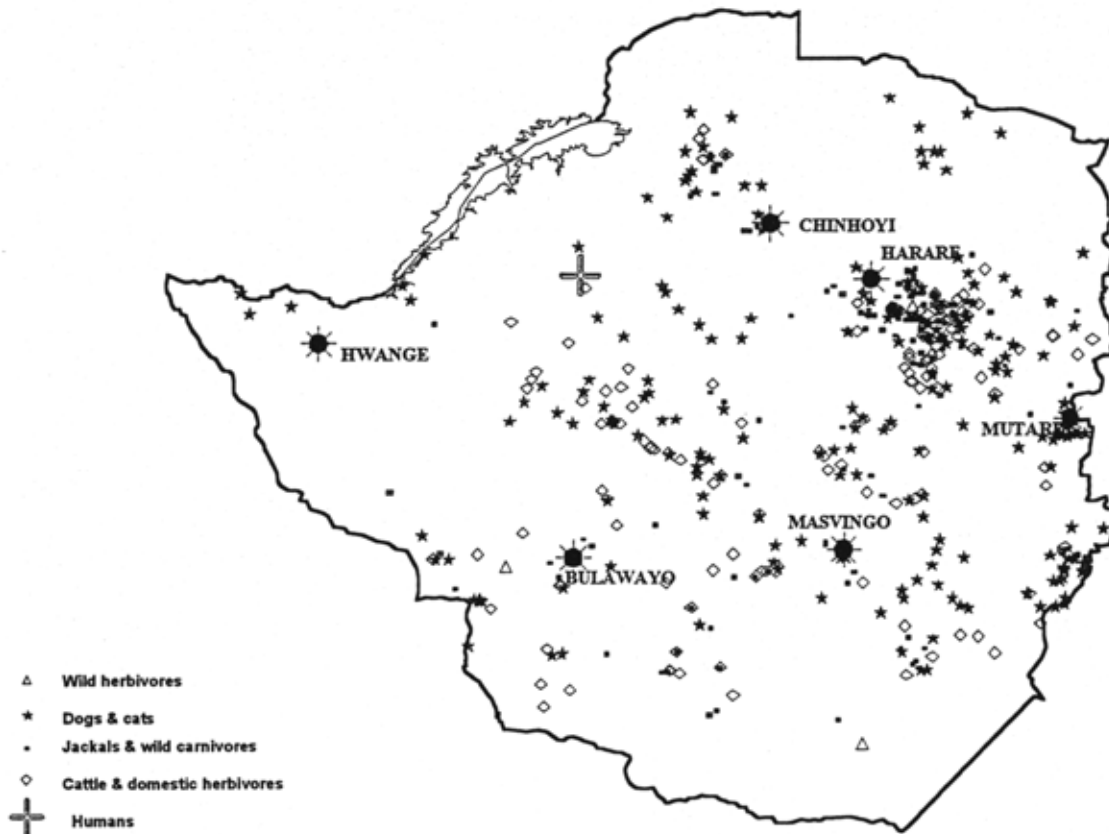 CHINHOYI
HARARE
HWANGE
MUTARE
MASVINGO
BULAWAYO
Wild herbivores
Dogs & cats
Jackals & wild carnivores
Cattle & domestic herbivores
Humans